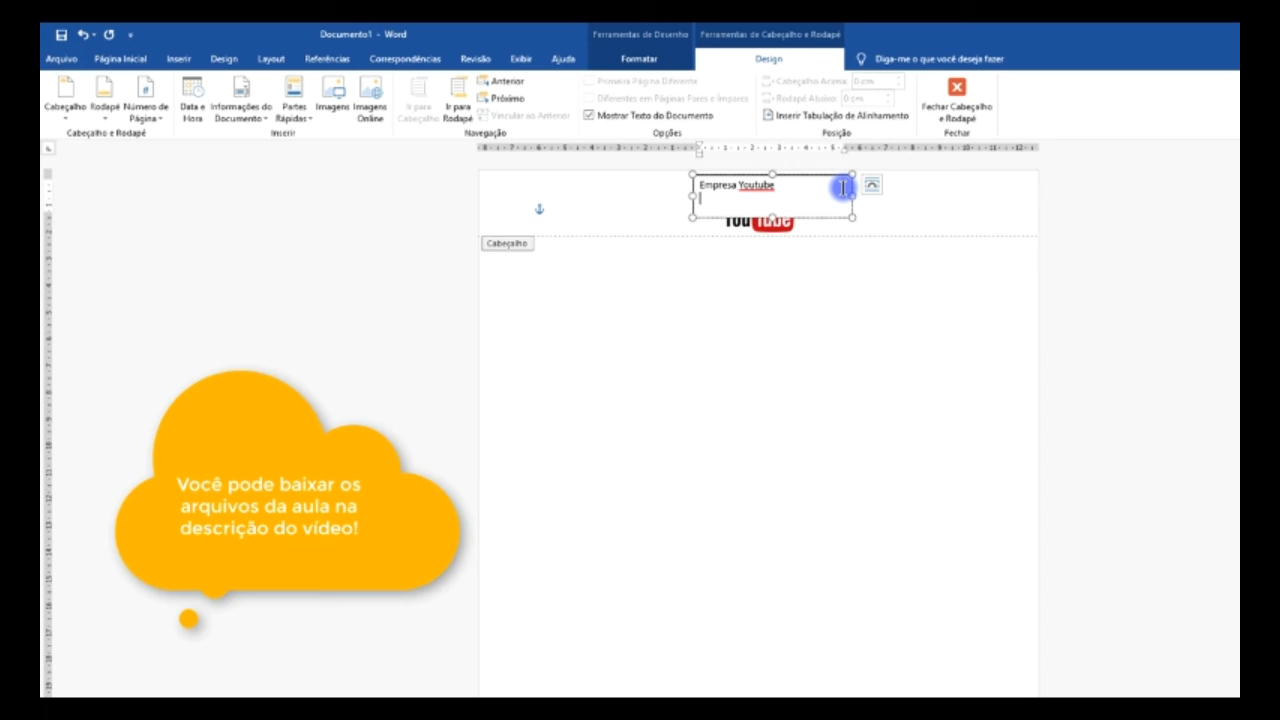 Documento1 - Word
Ferramentas de Desenho
Ferramentas de Cabeçalho e Rodapé
Arquivo
Página Inicial
Inserir
Design
Layout
Referências
Correspondências
Revisão
Exibir
Ajuda
Formatar
Design
Diga-me o que você deseja fazer
Cabeçalho
Rodapé
Número de Página
Cabeçalho e Rodapé
Data e Hora
Informações do Documento
Partes Rápidas
Imagens
Imagens Online
Inserir
Ir para Cabeçalho
Ir para Rodapé
Anterior
Próximo
Vincular ao Anterior
Navegação
Primeira Página Diferente
Diferentes em Páginas Pares e Ímpares
Mostrar Texto do Documento
Opções
Cabeçalho Acima: 0 cm
Rodapé Abaixo: 0 cm
Inserir Tabulação de Alinhamento
Posição
Fechar Cabeçalho e Rodapé
Fechar
Empresa Youtube
YouTube
Cabeçalho
Você pode baixar os
arquivos da aula na
descrição do vídeo!